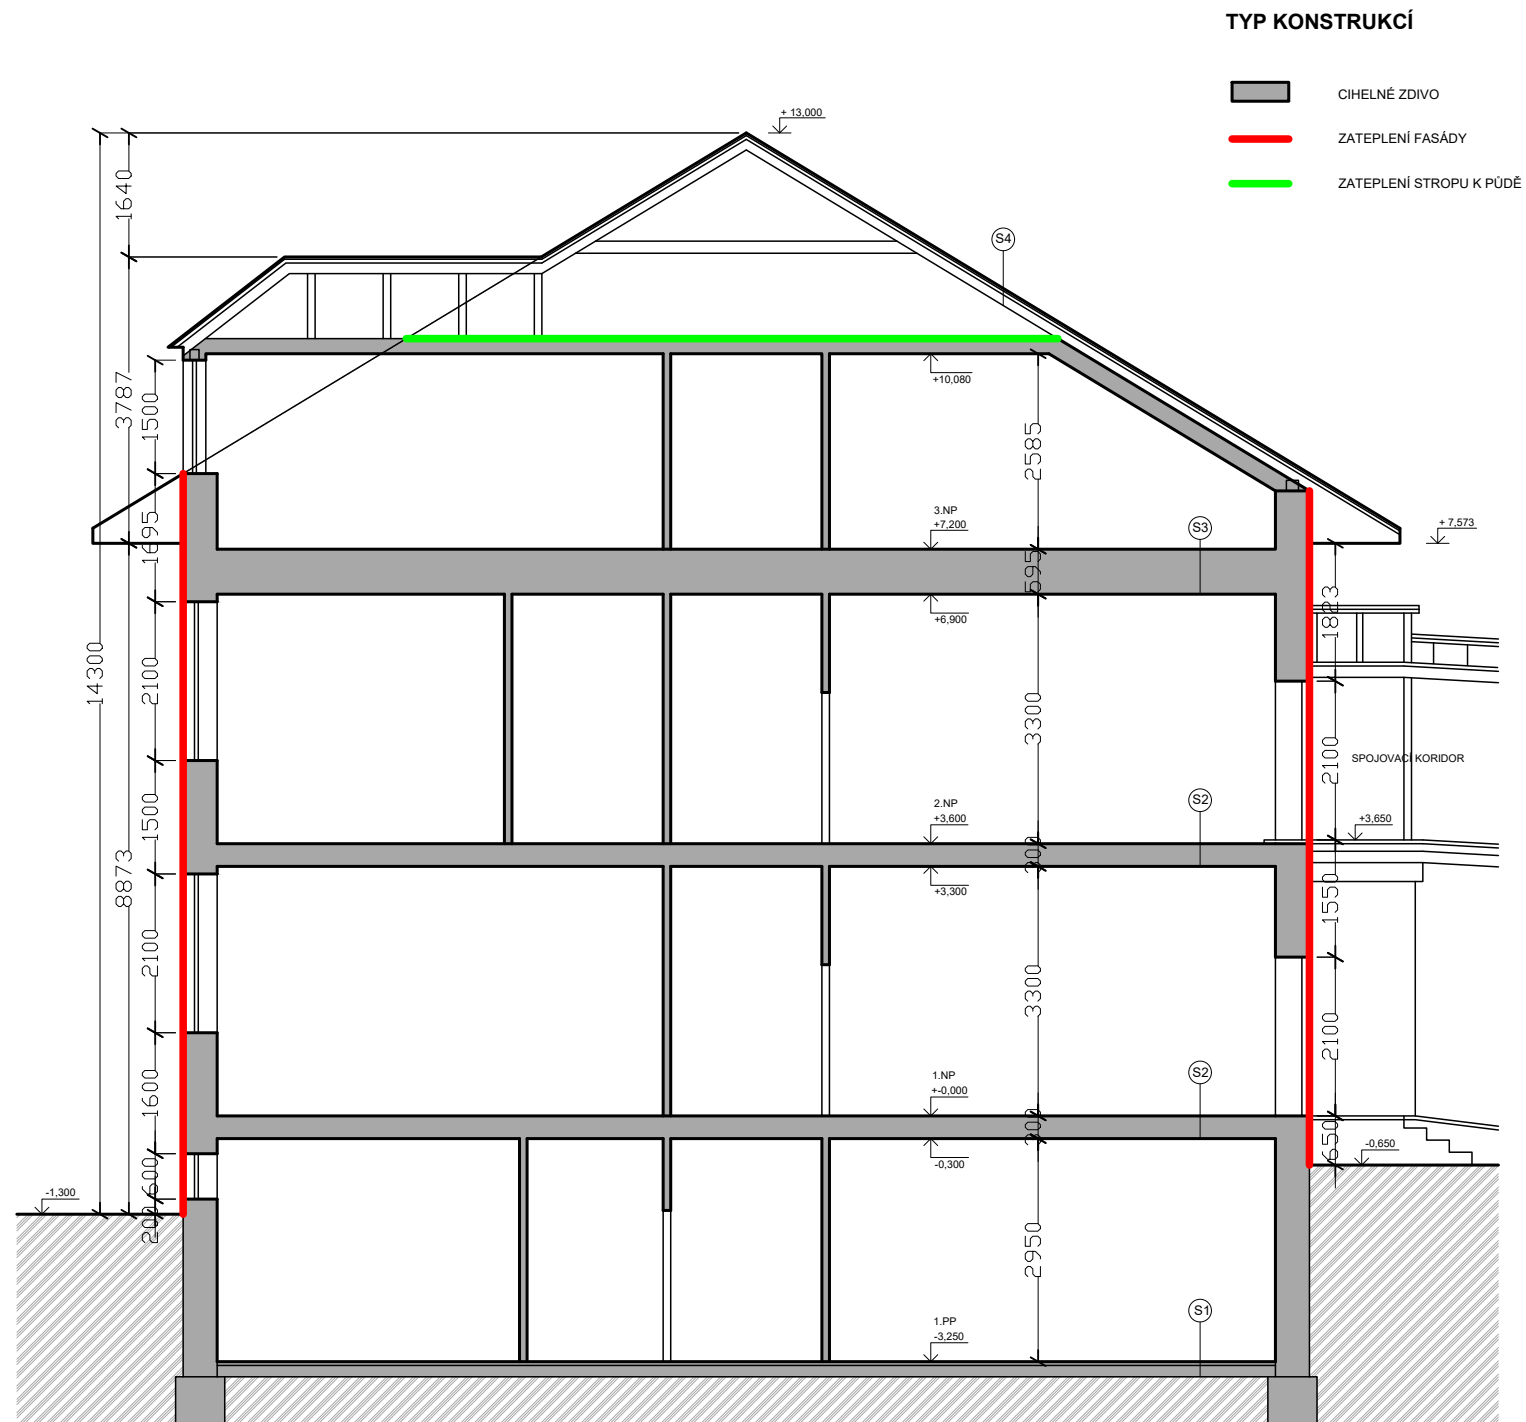 TYP KONSTRUKCÍ
CIHELNÉ ZDIVO
ZATEPLENÍ FASÁDY
ZATEPLENÍ STROPU K PŮDĚ
+ 13,000
1640
S4
3787
1500
+10,080
2585
1695
3.NP
+7,200
S3
+ 7,573
595
+6,900
1823
14300
2100
3300
2100
SPOJOVACÍ KORIDOR
1500
2.NP
+3,600
S2
+3,650
300
+3,300
8873
1550
2100
3300
2100
1600
1.NP
+-0,000
S2
300
-0,300
650
-0,650
600
-1,300
200
2950
1.PP
-3,250
S1